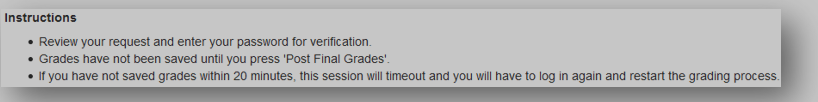 Instructions
• Review your request and enter your password for verification.
• Grades have not been saved until you press 'Post Final Grades'.
• If you have not saved grades within 20 minutes, this session will timeout and you will have to log in again and restart the grading process.